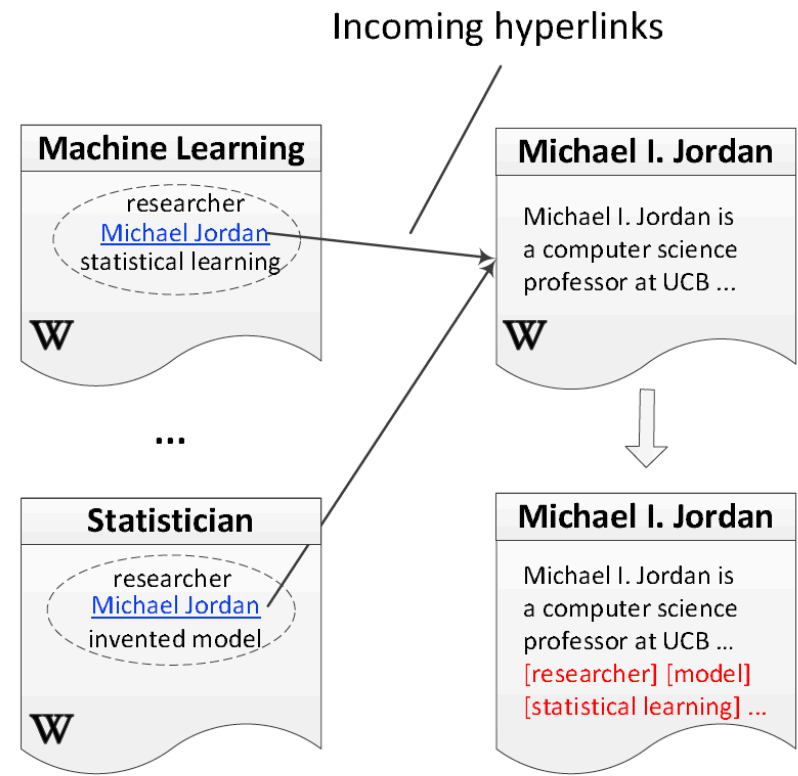 Incoming hyperlinks
Machine Learning
researcher
Michael Jordan
statistical learning
W
...
Statistician
researcher
Michael Jordan
invented model
W
Michael I. Jordan
Michael I. Jordan is
a computer science
professor at UCB ...
W
Michael I. Jordan
Michael I. Jordan is
a computer science
professor at UCB ...
[researcher] [model]
[statistical learning] ...